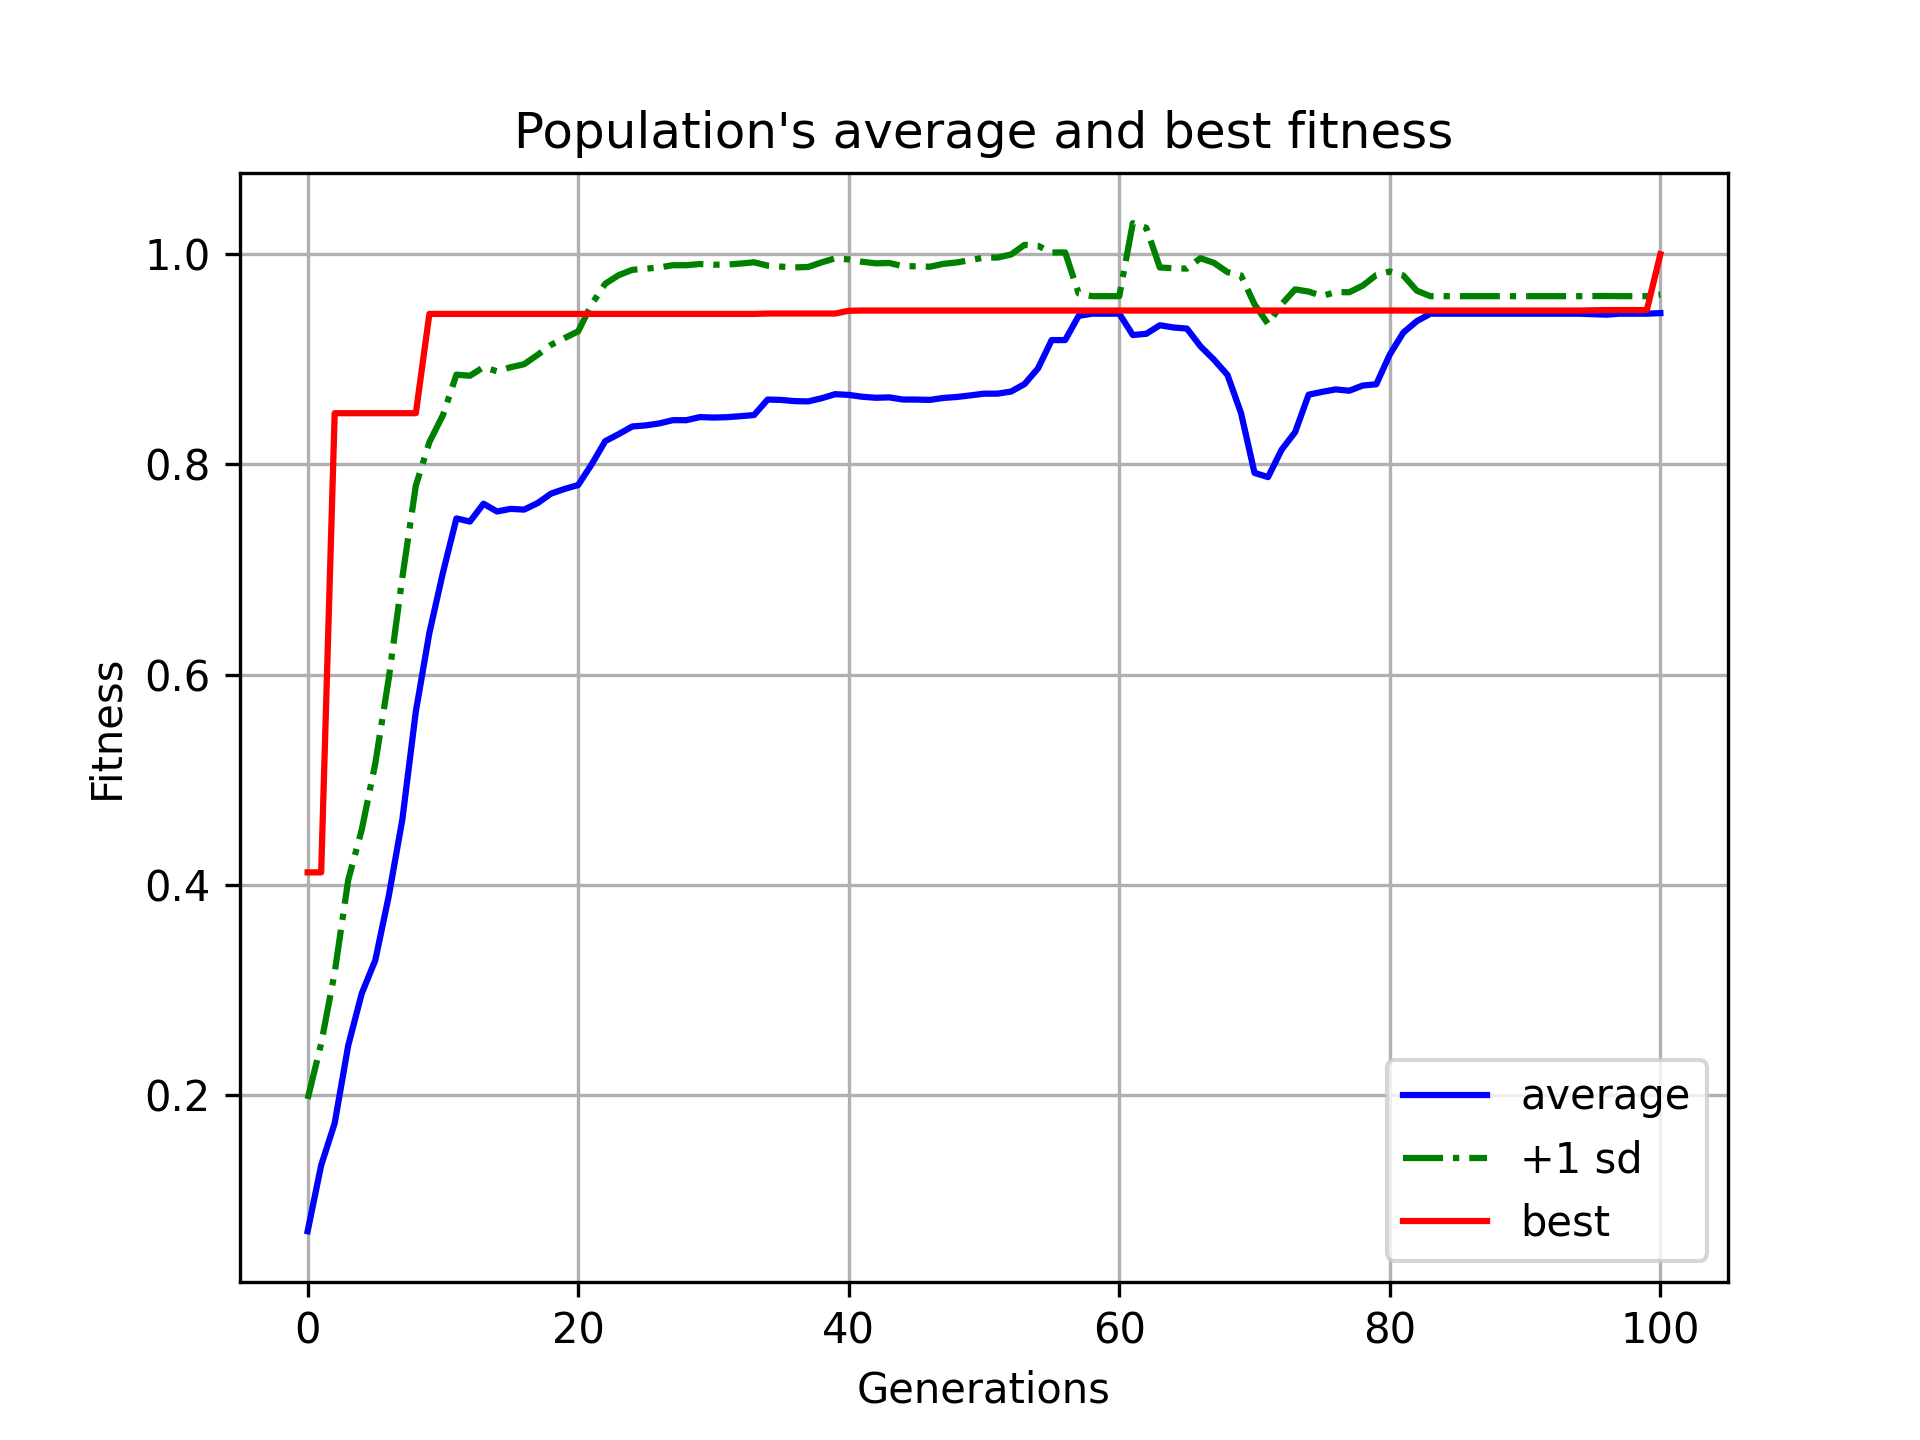 Population's average and best fitness
Fitness
1.0
0.8
0.6
0.4
0.2
0 20 40 60 80 100
Generations
average
+1 sd
best